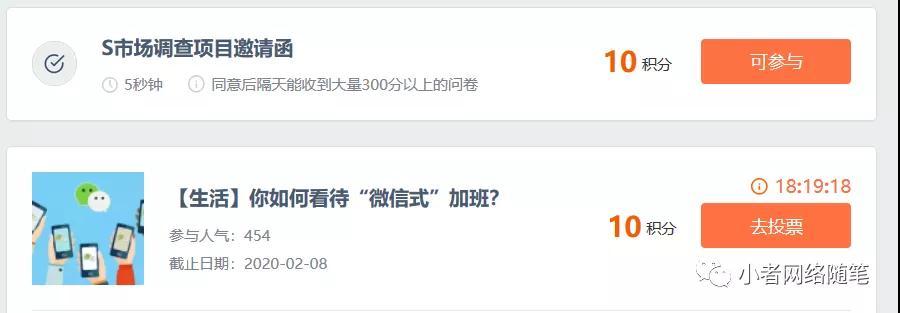 S市场调查项目邀请函
5秒钟 同意后隔天能收到大量300分以上的问卷
10 积分
可参与
【生活】你如何看待“微信式”加班？
参与人气：454
截止日期：2020-02-08
10 积分
18:19:18
去投票
小者网络随笔